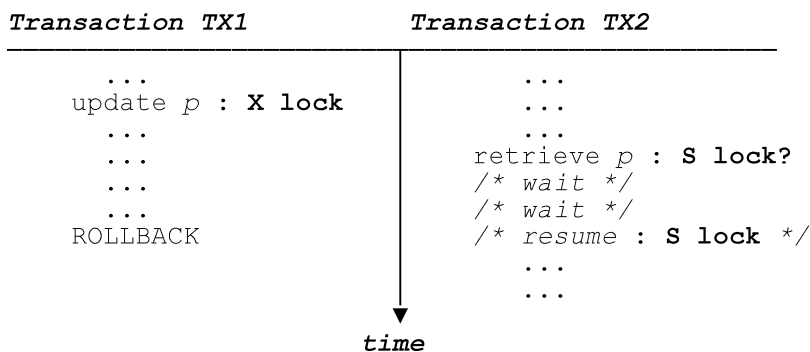 Transaction TX1 Transaction TX2
... ...
update p : X lock ...
... ...
... retrieve p : S lock?
... /* wait */
... /* wait */
ROLLBACK /* resume : S lock */
...
...
time